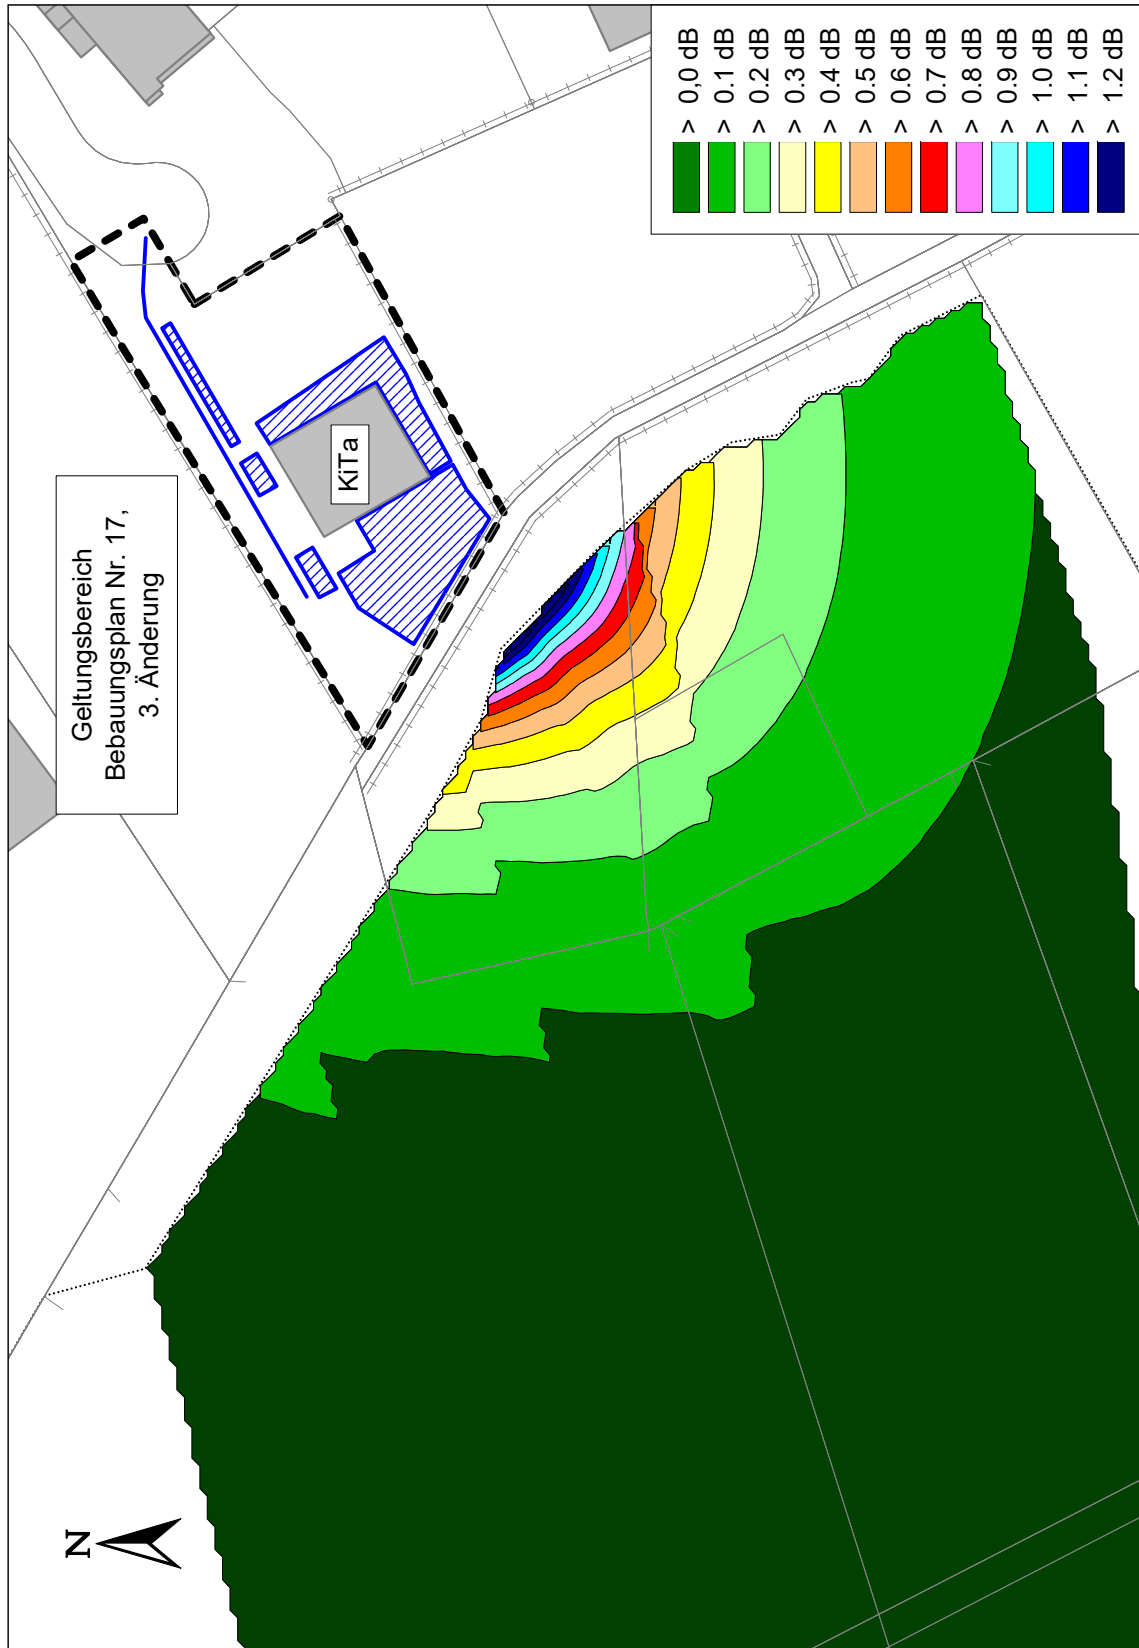 N
Geltungsbereich
Bebauungsplan Nr. 17,
3. Änderung
KiTa
> 0,0 dB
> 0.1 dB
> 0.2 dB
> 0.3 dB
> 0.4 dB
> 0.5 dB
> 0.6 dB
> 0.7 dB
> 0.8 dB
> 0.9 dB
> 1.0 dB
> 1.1 dB
> 1.2 dB